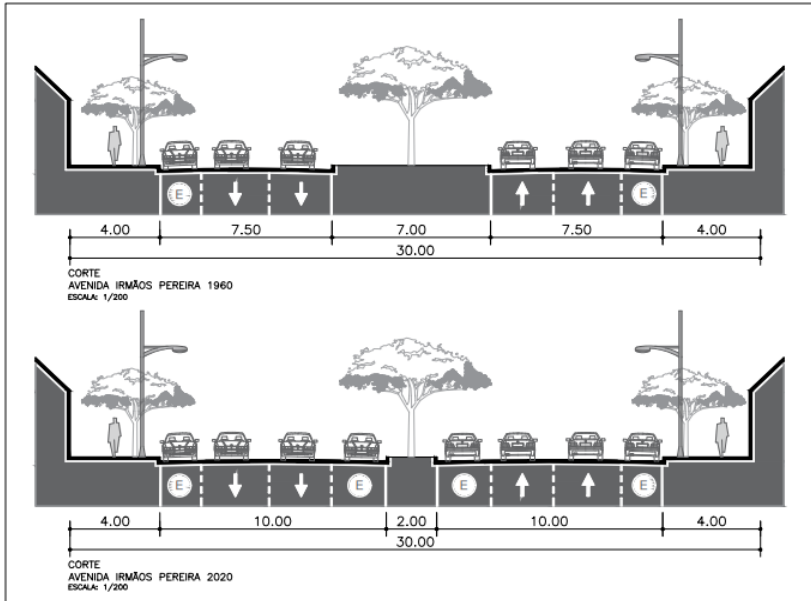 E E
4.00 7.50 7.00 7.50 4.00
30.00
CORTE
AVENIDA IRMÃOS PEREIRA 1960
ESCALA: 1/200
E E E E
4.00 10.00 2.00 10.00 4.00
30.00
CORTE
AVENIDA IRMÃOS PEREIRA 2020
ESCALA: 1/200